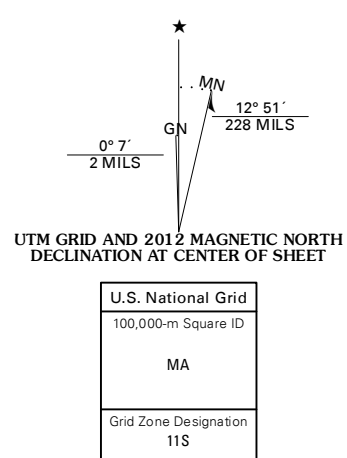 ★
MN
GN
12° 51´
228 MILS
0° 7´
2 MILS
UTM GRID AND 2012 MAGNETIC NORTH
DECLINATION AT CENTER OF SHEET
U.S. National Grid
100,000-m Square ID
MA
Grid Zone Designation
11S